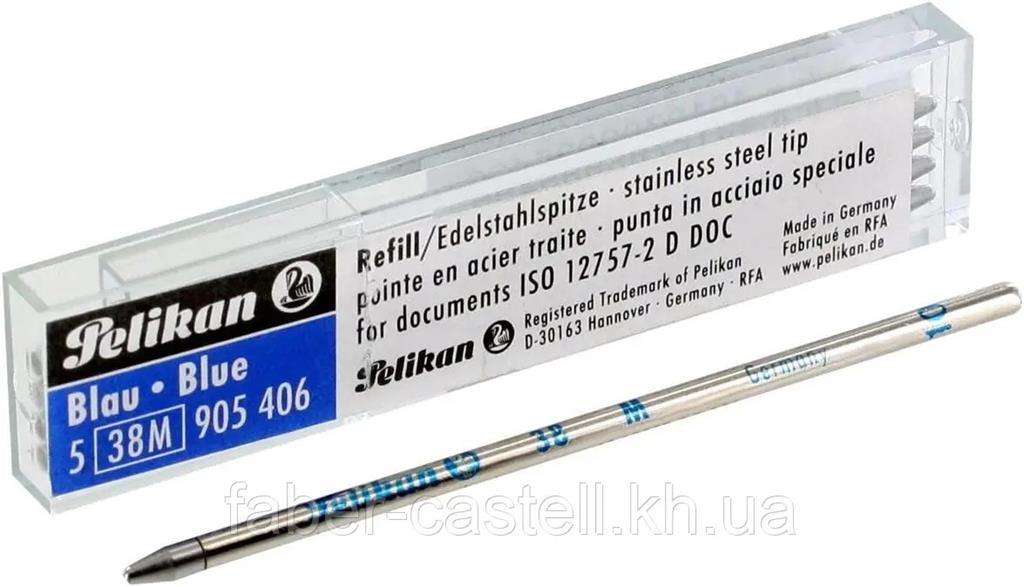 Pelikan
Blau • Blue
5 38M 905 406
Refill/Edelstahlspitze · stainless steel tip
pointe en acier traite · punta in acciaio speciale
for documents ISO 12757-2 D DOC
Pelikan
Registered Trademark of Pelikan
D-30163 Hannover · Germany · RFA
Made in Germany
Fabriqué en RFA
www.pelikan.de
Pelikan 38 M Germany
faber-castell.kh.ua